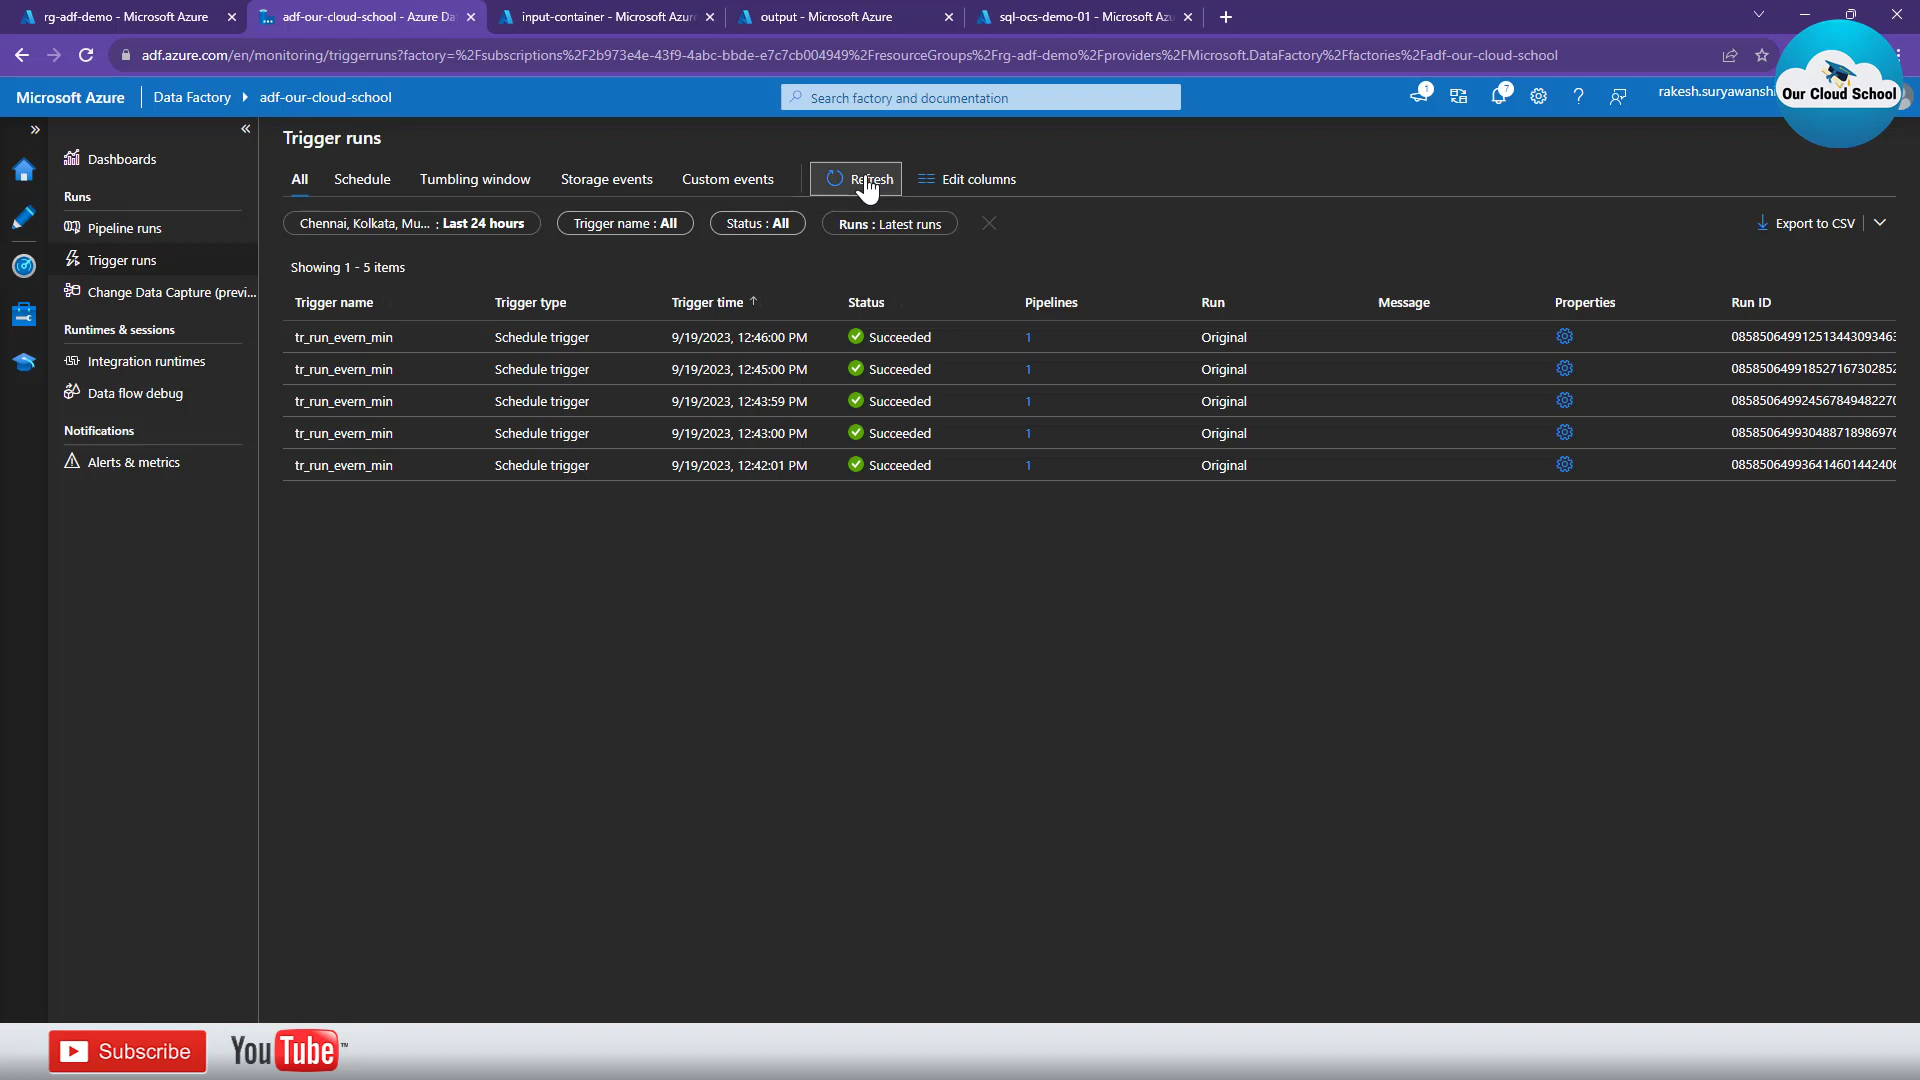 rg-adf-demo - Microsoft Azure
adf-our-cloud-school - Azure Da
input-container - Microsoft Azur
output - Microsoft Azure
sql-ocs-demo-01 - Microsoft Azu
adf.azure.com/en/monitoring/triggerruns?factory=%2Fsubscriptions%2F2b973e4e-43f9-4abc-bbde-e7c7cb004949%2FresourceGroups%2Frg-adf-demo%2Fproviders%2FMicrosoft.DataFactory%2Ffactories%2Fadf-our-cloud-school
Microsoft Azure
Data Factory
adf-our-cloud-school
Search factory and documentation
1
7
rakesh.suryawanshi
Our Cloud School
Dashboards
Runs
Pipeline runs
Trigger runs
Change Data Capture (previ...
Runtimes & sessions
Integration runtimes
Data flow debug
Notifications
Alerts & metrics
Trigger runs
All Schedule Tumbling window Storage events Custom events Refresh Edit columns
Chennai, Kolkata, Mu... : Last 24 hours Trigger name : All Status : All Runs : Latest runs Export to CSV
Showing 1 - 5 items
Trigger name Trigger type Trigger time Status Pipelines Run Message Properties Run ID
tr_run_evern_min Schedule trigger 9/19/2023, 12:46:00 PM Succeeded 1 Original 085850649912513443093463
tr_run_evern_min Schedule trigger 9/19/2023, 12:45:00 PM Succeeded 1 Original 085850649918527167302852
tr_run_evern_min Schedule trigger 9/19/2023, 12:43:59 PM Succeeded 1 Original 085850649924567849482270
tr_run_evern_min Schedule trigger 9/19/2023, 12:43:00 PM Succeeded 1 Original 085850649930488718986976
tr_run_evern_min Schedule trigger 9/19/2023, 12:42:01 PM Succeeded 1 Original 085850649936414601442406
Subscribe
YouTube™